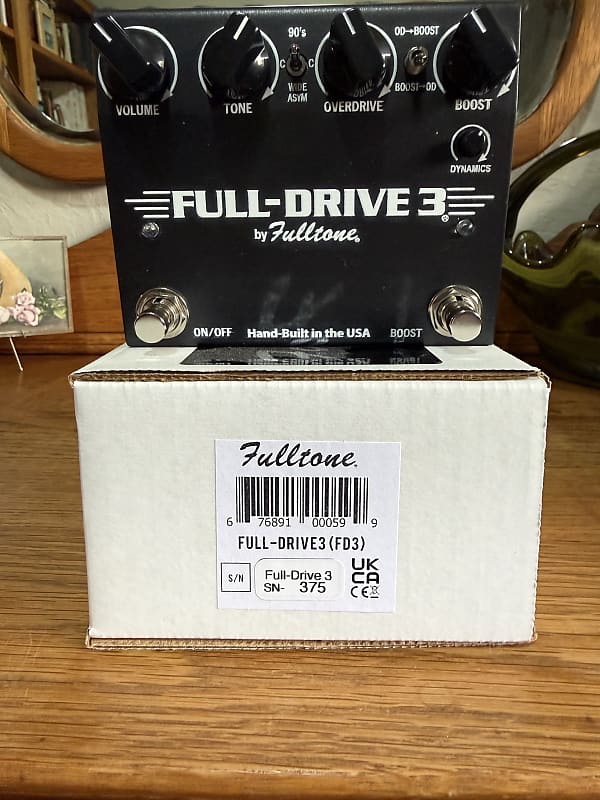 90's
OD→BOOST
CC
WIDE
ASYM
BOOST→OD
VOLUME
TONE
OVERDRIVE
BOOST
DYNAMICS
FULL-DRIVE 3®
by Fulltone®
ON/OFF
Hand-Built in the USA
BOOST
Fulltone®
6 76891 00059 9
FULL-DRIVE3(FD3)
S/N
Full-Drive 3
SN- 375
UK
CA
CE